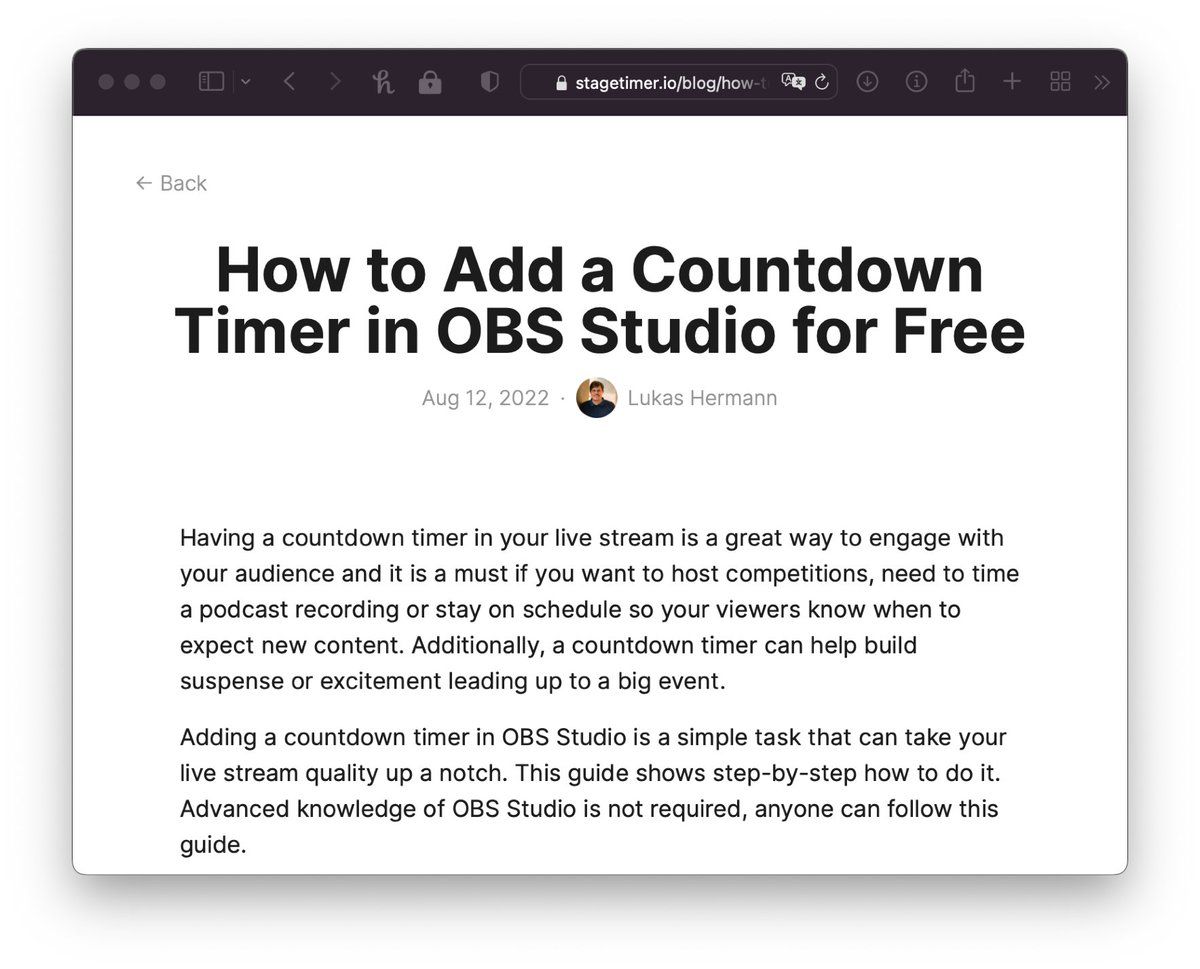 stagetimer.io/blog/how-t
← Back
How to Add a Countdown
Timer in OBS Studio for Free
Aug 12, 2022 · Lukas Hermann
Having a countdown timer in your live stream is a great way to engage with
your audience and it is a must if you want to host competitions, need to time
a podcast recording or stay on schedule so your viewers know when to
expect new content. Additionally, a countdown timer can help build
suspense or excitement leading up to a big event.
Adding a countdown timer in OBS Studio is a simple task that can take your
live stream quality up a notch. This guide shows step-by-step how to do it.
Advanced knowledge of OBS Studio is not required, anyone can follow this
guide.